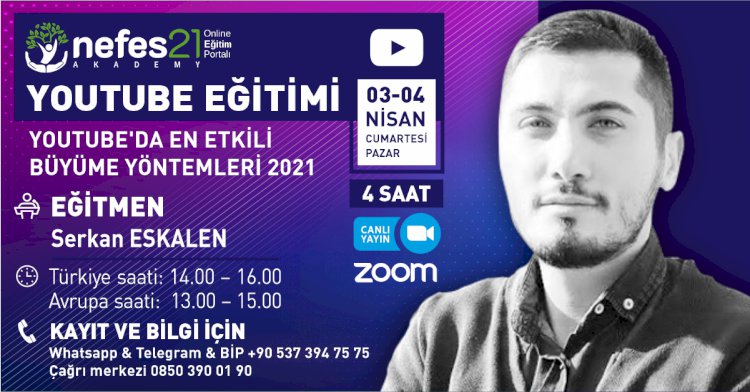 nefes21
AKADEMY
Online
Eğitim
Portalı
YOUTUBE EĞİTİMİ
YOUTUBE'DA EN ETKİLİ
BÜYÜME YÖNTEMLERİ 2021
03-04
NİSAN
CUMARTESİ
PAZAR
4 SAAT
CANLI
YAYIN
zoom
EĞİTMEN
Serkan ESKALEN
Türkiye saati: 14.00 – 16.00
Avrupa saati: 13.00 – 15.00
KAYIT VE BİLGİ İÇİN
Whatsapp & Telegram & BİP +90 537 394 75 75
Çağrı merkezi 0850 390 01 90